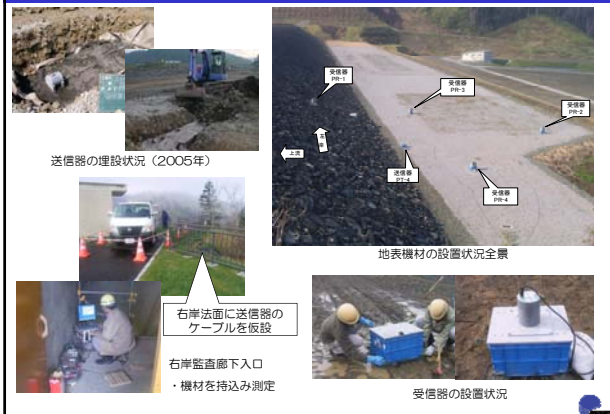 送信器の埋設状況（2005年）
受信器
PR-1
受信器
PR-3
受信器
PR-2
上流
送信器
PT-4
受信器
PR-4
地表機材の設置状況全景
右岸法面に送信器の
ケーブルを仮設
右岸監査廊下入口
・機材を持込み測定
受信器の設置状況